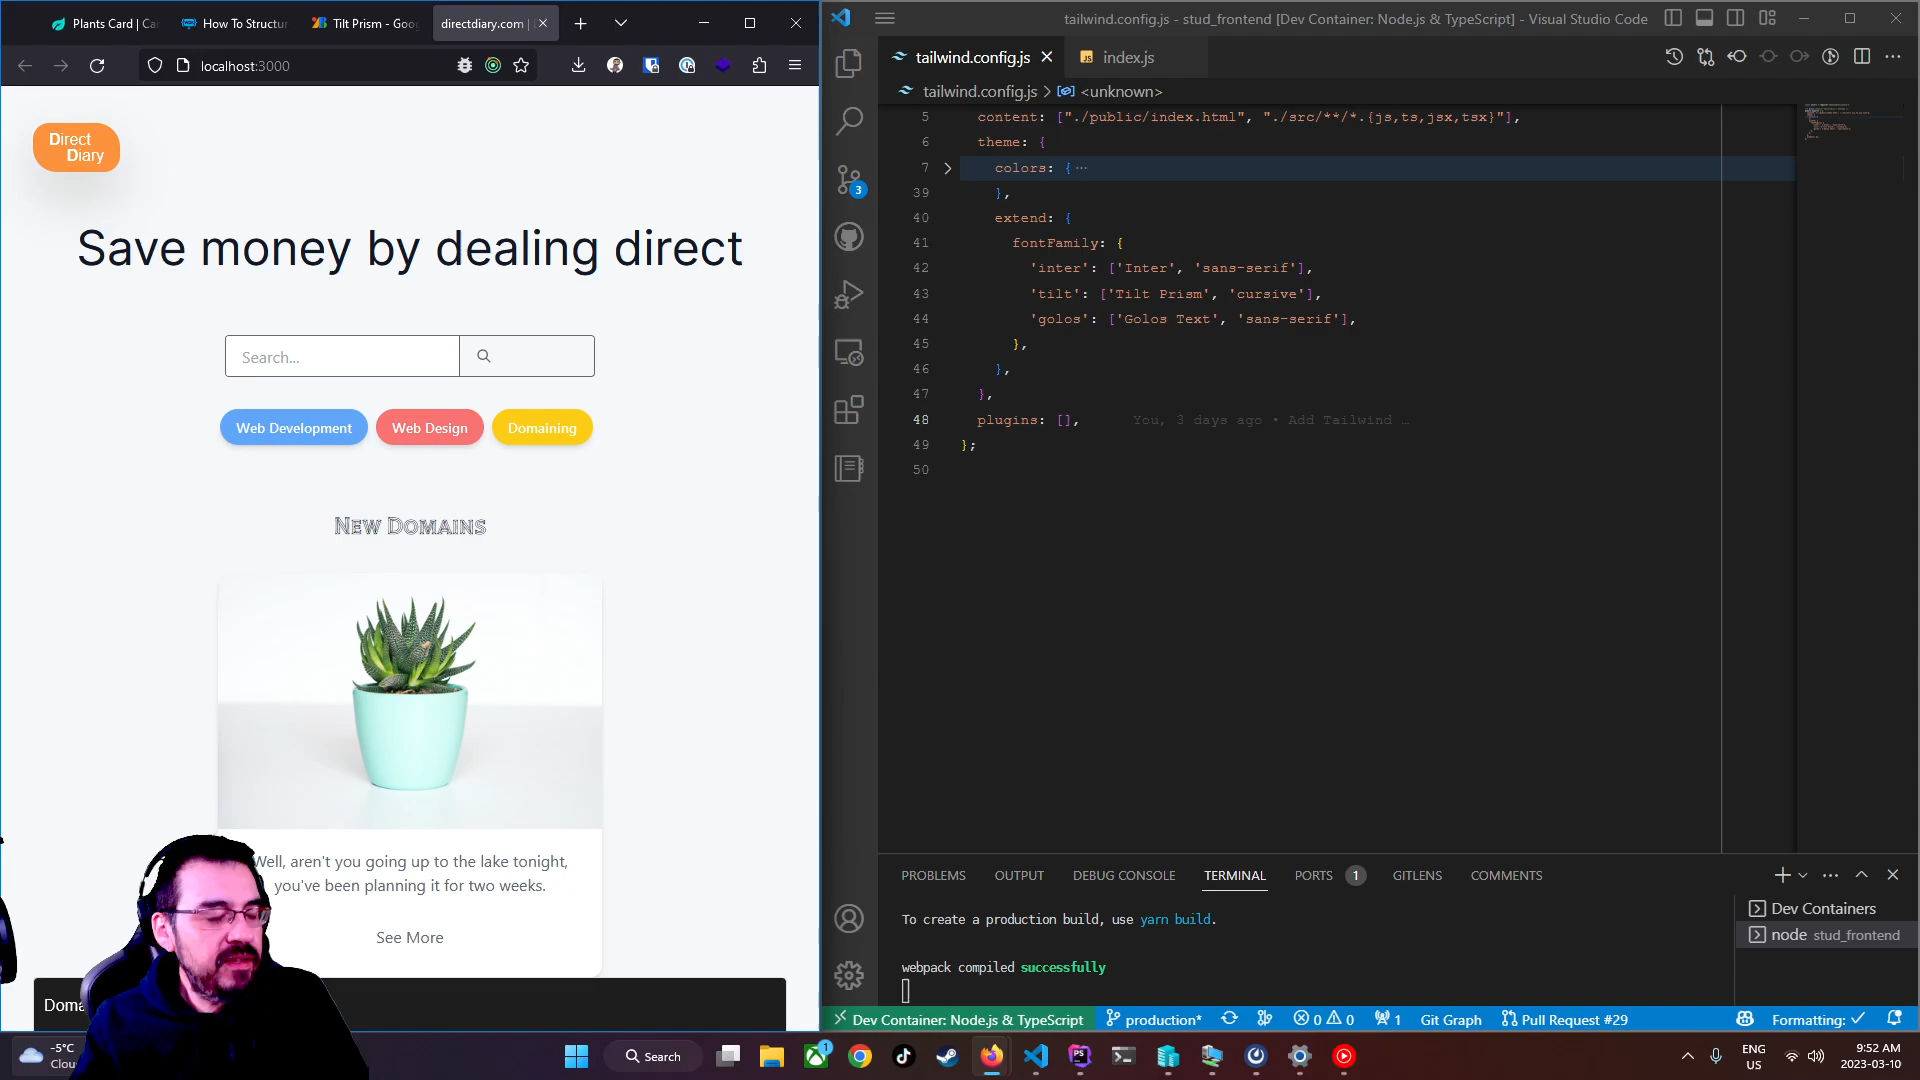 Plants Card | Ca
How To Structur
Tilt Prism - Goo
directdiary.com |
localhost:3000
Direct
Diary
Save money by dealing direct
Search...
Web Development
Web Design
Domaining
New Domains
Well, aren't you going up to the lake tonight,
you've been planning it for two weeks.
See More
Doma
tailwind.config.js - stud_frontend [Dev Container: Node.js & TypeScript] - Visual Studio Code
tailwind.config.js
index.js
tailwind.config.js > <unknown>
5 content: ["./public/index.html", "./src/**/*.{js,ts,jsx,tsx}"],
6 theme: {
7 colors: {···
39 },
40 extend: {
41 fontFamily: {
42 'inter': ['Inter', 'sans-serif'],
43 'tilt': ['Tilt Prism', 'cursive'],
44 'golos': ['Golos Text', 'sans-serif'],
45 },
46 },
47 },
48 plugins: [], You, 3 days ago • Add Tailwind …
49 };
50
3
PROBLEMS
OUTPUT
DEBUG CONSOLE
TERMINAL
PORTS 1
GITLENS
COMMENTS
To create a production build, use yarn build.
webpack compiled successfully
Dev Containers
node stud_frontend
Dev Container: Node.js & TypeScript
production*
0 0
1
Git Graph
Pull Request #29
Formatting: ✓
-5°C
Clou
Search
1
ENG
US
9:52 AM
2023-03-10